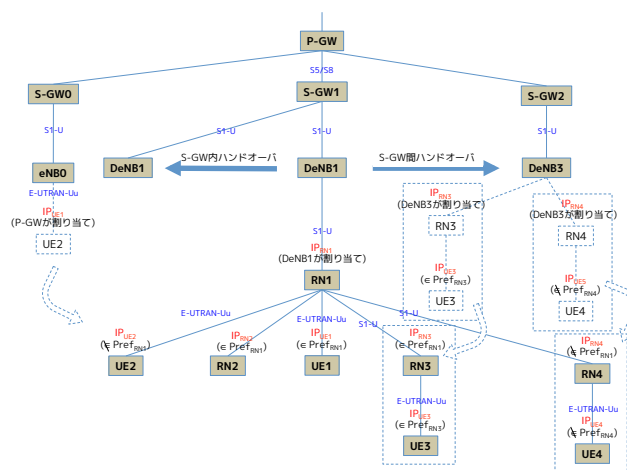 P-GW
S5/S8
S-GW0
S-GW1
S-GW2
S1-U
S1-U
S1-U
S1-U
S-GW内ハンドオーバ
S-GW間ハンドオーバ
eNB0
DeNB1
DeNB1
DeNB3
E-UTRAN-Uu
IPUE1
(P-GWが割り当て)
UE2
IPRN3
(DeNB3が割り当て)
RN3
IPRN4
(DeNB3が割り当て)
RN4
S1-U
IPRN1
(DeNB1が割り当て)
RN1
IPUE3
(∈ PrefRN3)
UE3
IPUE5
(∉ PrefRN4)
UE4
E-UTRAN-Uu
E-UTRAN-Uu
S1-U
S1-U
IPUE2
(∉ PrefRN1)
UE2
IPRN2
(∈ PrefRN1)
RN2
IPUE1
(∈ PrefRN1)
UE1
IPRN3
(∈ PrefRN1)
RN3
IPRN4
(∉ PrefRN1)
RN4
E-UTRAN-Uu
IPUE3
(∈ PrefRN3)
UE3
E-UTRAN-Uu
IPUE4
(∉ PrefRN4)
UE4